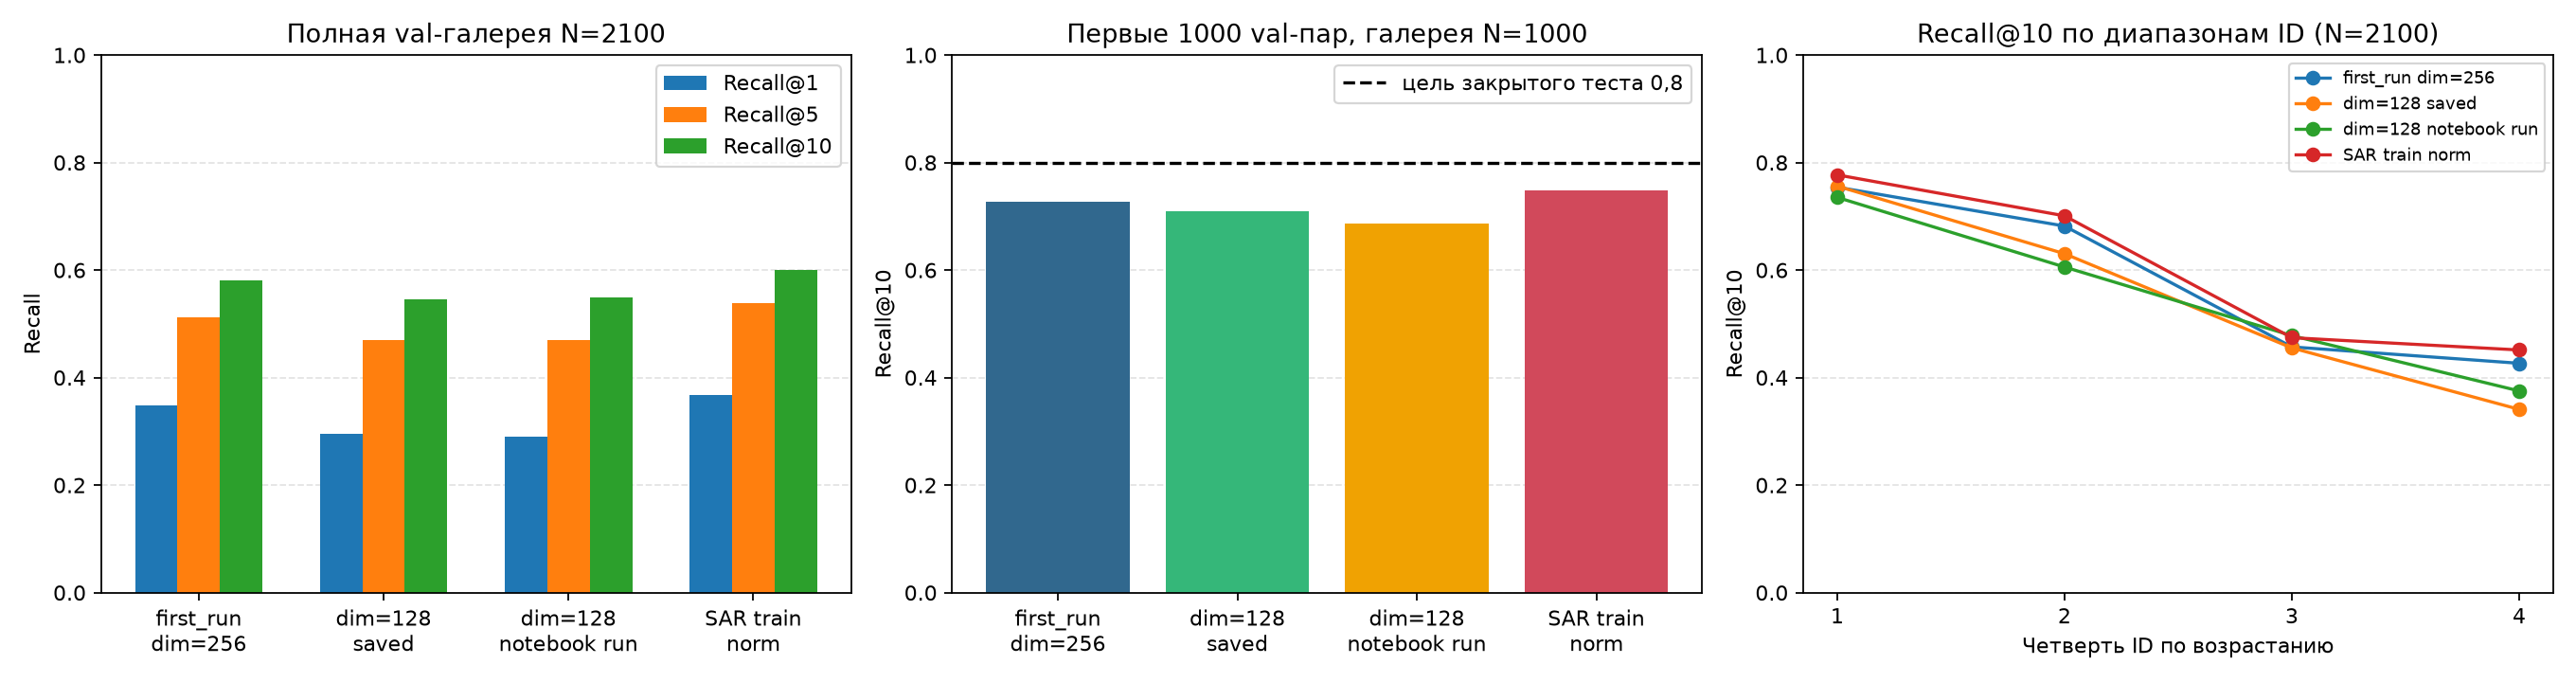 Полная val-галерея N=2100
Recall
1.0
0.8
0.6
0.4
0.2
0.0
Recall@1
Recall@5
Recall@10
first_run
dim=256
dim=128
saved
dim=128
notebook run
SAR train
norm
Первые 1000 val-пар, галерея N=1000
Recall@10
1.0
0.8
0.6
0.4
0.2
0.0
цель закрытого теста 0,8
first_run
dim=256
dim=128
saved
dim=128
notebook run
SAR train
norm
Recall@10 по диапазонам ID (N=2100)
Recall@10
1.0
0.8
0.6
0.4
0.2
0.0
first_run dim=256
dim=128 saved
dim=128 notebook run
SAR train norm
1
2
3
4
Четверть ID по возрастанию